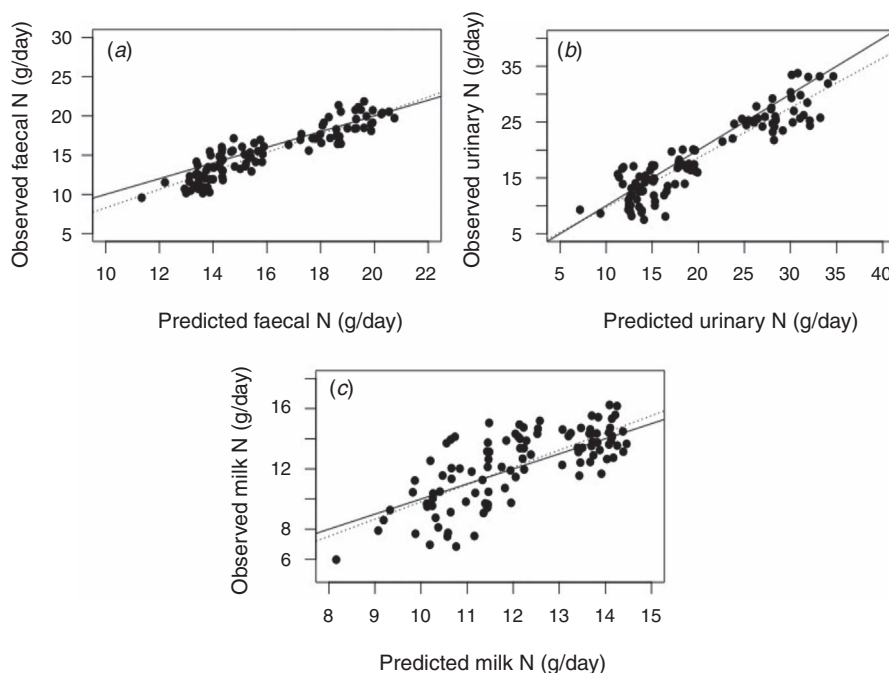 (a)
Observed faecal N (g/day)
30
25
20
15
10
5
10 12 14 16 18 20 22
Predicted faecal N (g/day)
(b)
Observed urinary N (g/day)
35
25
15
5
5 10 15 20 25 30 35 40
Predicted urinary N (g/day)
(c)
Observed milk N (g/day)
16
14
12
10
8
6
8 9 10 11 12 13 14 15
Predicted milk N (g/day)